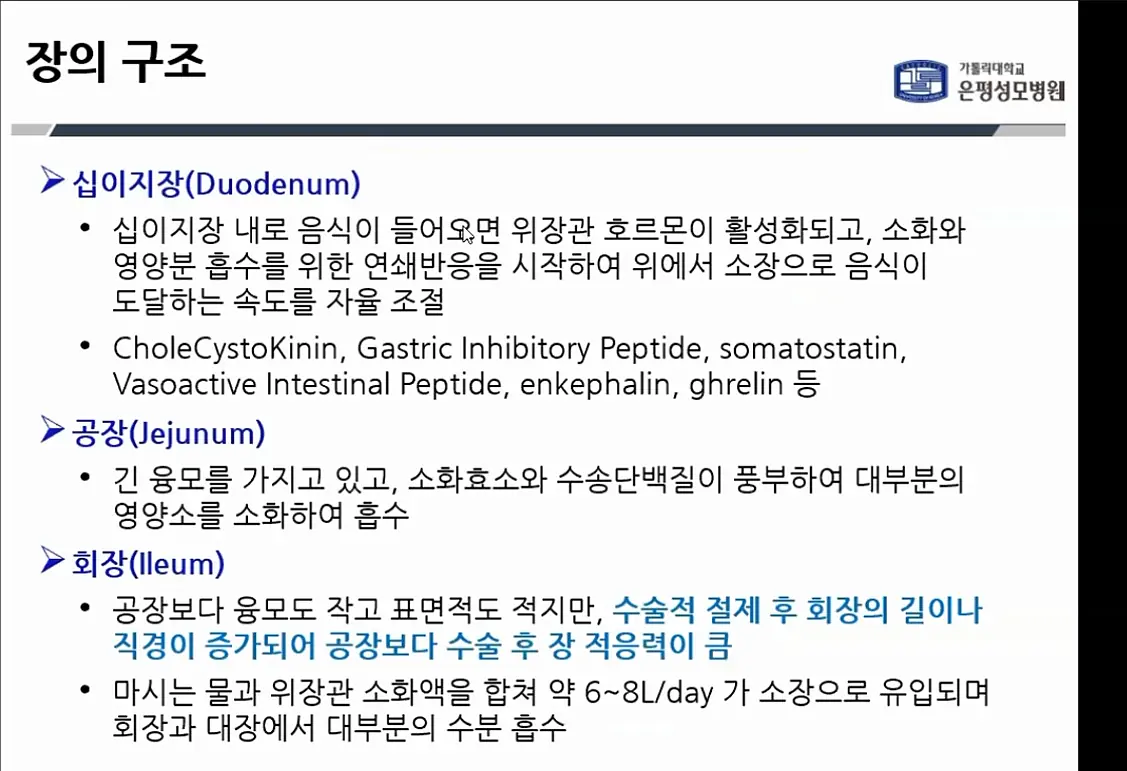 장의 구조
가톨릭대학교
은평성모병원
십이지장(Duodenum)
• 십이지장 내로 음식이 들어오면 위장관 호르몬이 활성화되고, 소화와
영양분 흡수를 위한 연쇄반응을 시작하여 위에서 소장으로 음식이
도달하는 속도를 자율 조절
• CholeCystoKinin, Gastric Inhibitory Peptide, somatostatin,
Vasoactive Intestinal Peptide, enkephalin, ghrelin 등
공장(Jejunum)
• 긴 융모를 가지고 있고, 소화효소와 수송단백질이 풍부하여 대부분의
영양소를 소화하여 흡수
회장(Ileum)
• 공장보다 융모도 작고 표면적도 적지만, 수술적 절제 후 회장의 길이나
직경이 증가되어 공장보다 수술 후 장 적응력이 큼
• 마시는 물과 위장관 소화액을 합쳐 약 6~8L/day 가 소장으로 유입되며
회장과 대장에서 대부분의 수분 흡수